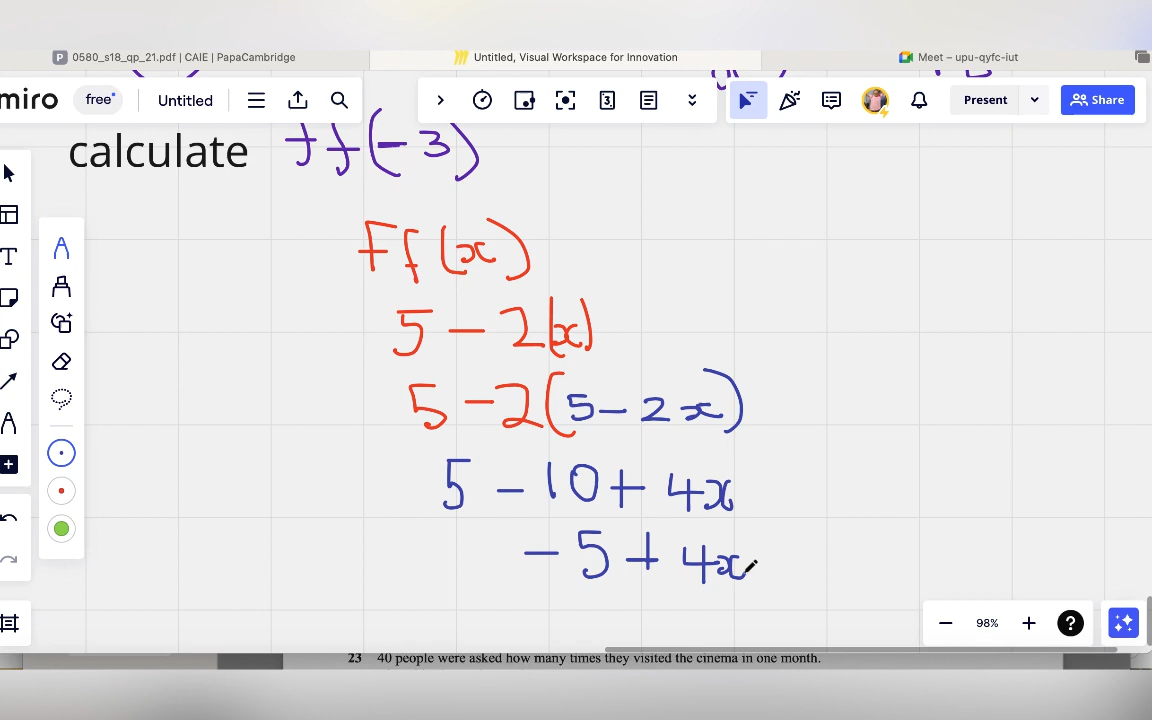 0580_s18_qp_21.pdf | CAIE | PapaCambridge
Untitled, Visual Workspace for Innovation
Meet – upu-qyfc-iut
miro free Untitled 3 Present Share
calculate ff(-3)
ff(x)
5 - 2(x)
5 - 2(5 - 2x)
5 - 10 + 4x
- 5 + 4x
T
98% ?
23 40 people were asked how many times they visited the cinema in one month.